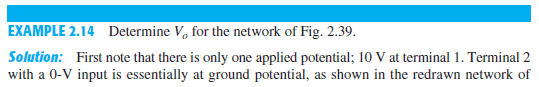 EXAMPLE 2.14 Determine Vₒ for the network of Fig. 2.39.
Solution: First note that there is only one applied potential; 10 V at terminal 1. Terminal 2
with a 0-V input is essentially at ground potential, as shown in the redrawn network of